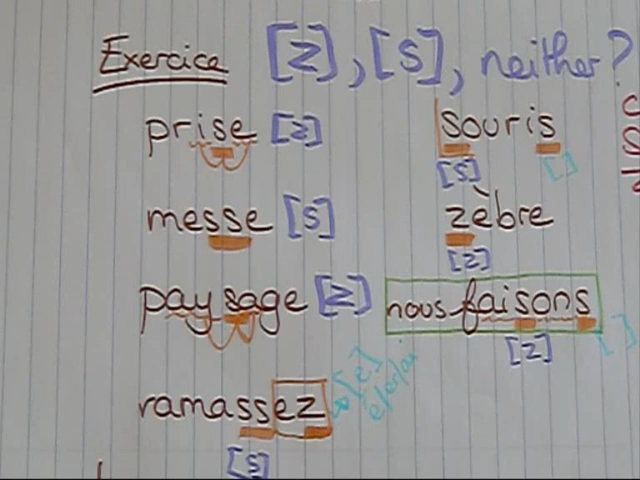 Exercice [z], [s], neither?
prise [z] souris
[s] [ ]
messe [s] zèbre
[z]
paysage [z] nous faisons
[z] [ ]
ramassez [e]
[s]